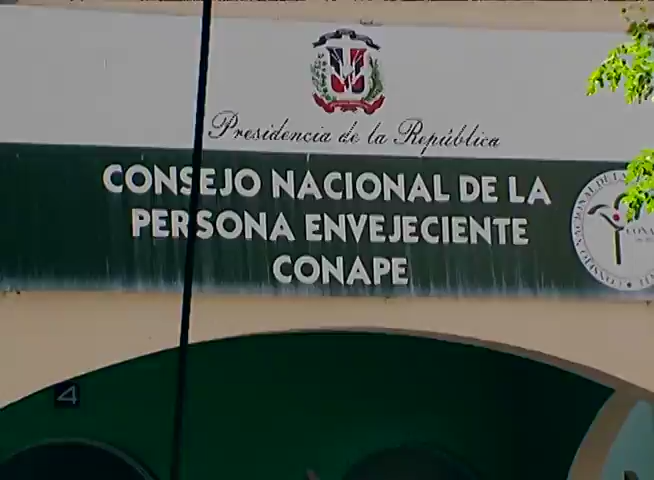 Presidencia de la República
CONSEJO NACIONAL DE LA
PERSONA ENVEJECIENTE
CONAPE
4